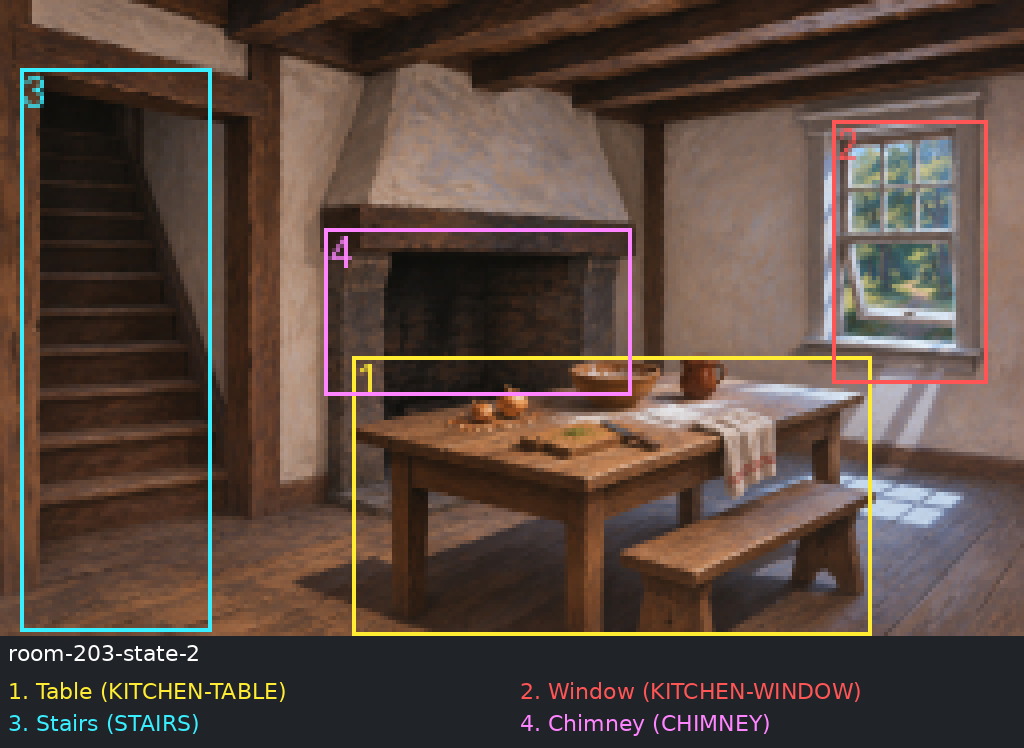 3
2
4
1
room-203-state-2
1. Table (KITCHEN-TABLE)
2. Window (KITCHEN-WINDOW)
3. Stairs (STAIRS)
4. Chimney (CHIMNEY)